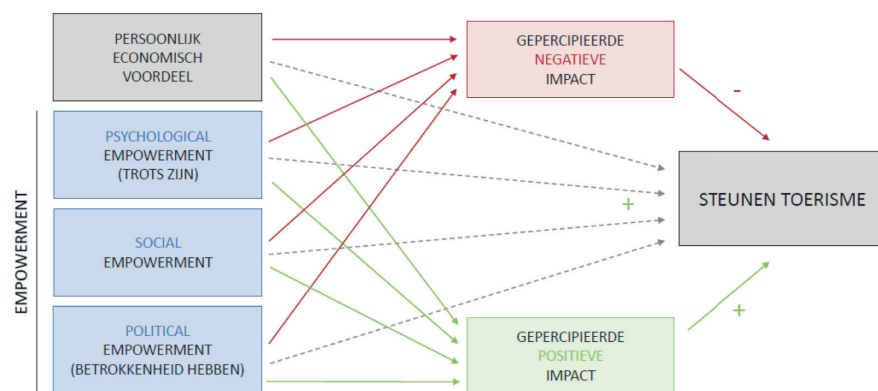 PERSOONLIJK
ECONOMISCH
VOORDEEL
EMPOWERMENT
PSYCHOLOGICAL
EMPOWERMENT
(TROTS ZIJN)
SOCIAL
EMPOWERMENT
POLITICAL
EMPOWERMENT
(BETROKKENHEID HEBBEN)
GEPERCIPIEERDE
NEGATIEVE
IMPACT
-
+
STEUNEN TOERISME
+
GEPERCIPIEERDE
POSITIEVE
IMPACT